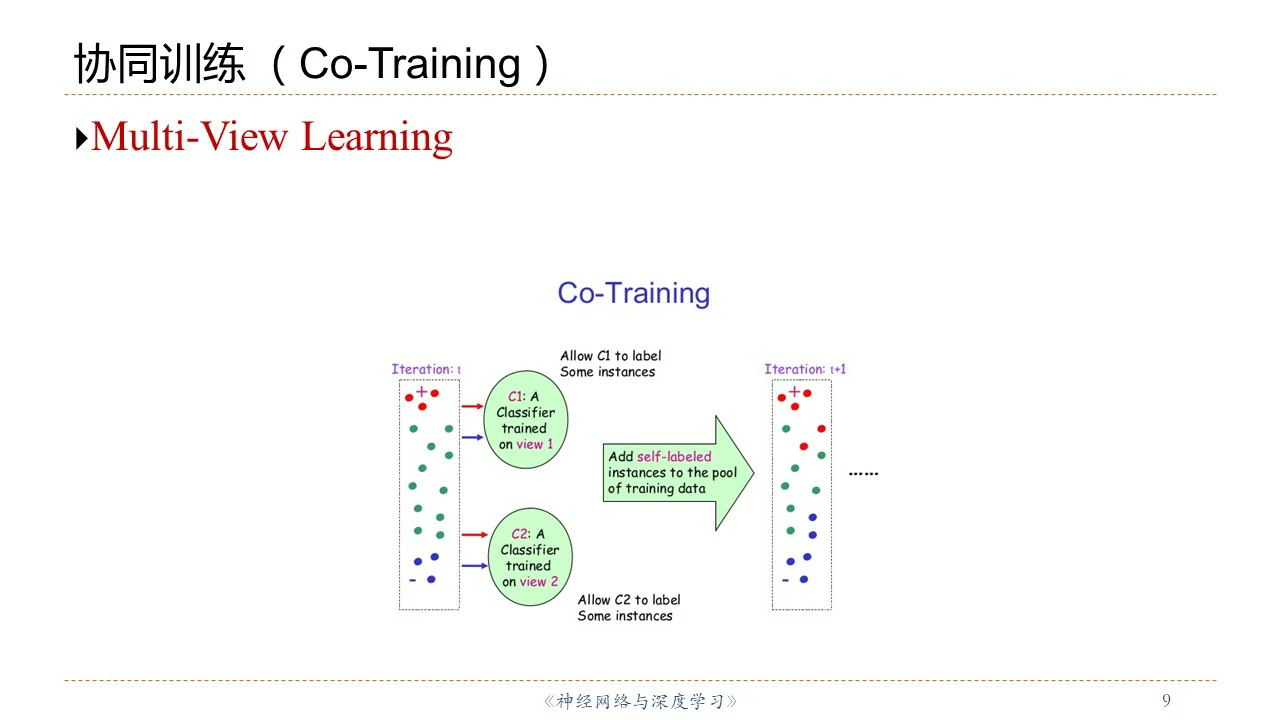 协同训练（Co-Training）
Multi-View Learning
Co-Training
Allow C1 to label
Some instances
Iteration: t
+
C1: A
Classifier
trained
on view 1
Add self-labeled
instances to the pool
of training data
C2: A
Classifier
trained
on view 2
-
Allow C2 to label
Some instances
Iteration: t+1
+
-
......
《神经网络与深度学习》
9